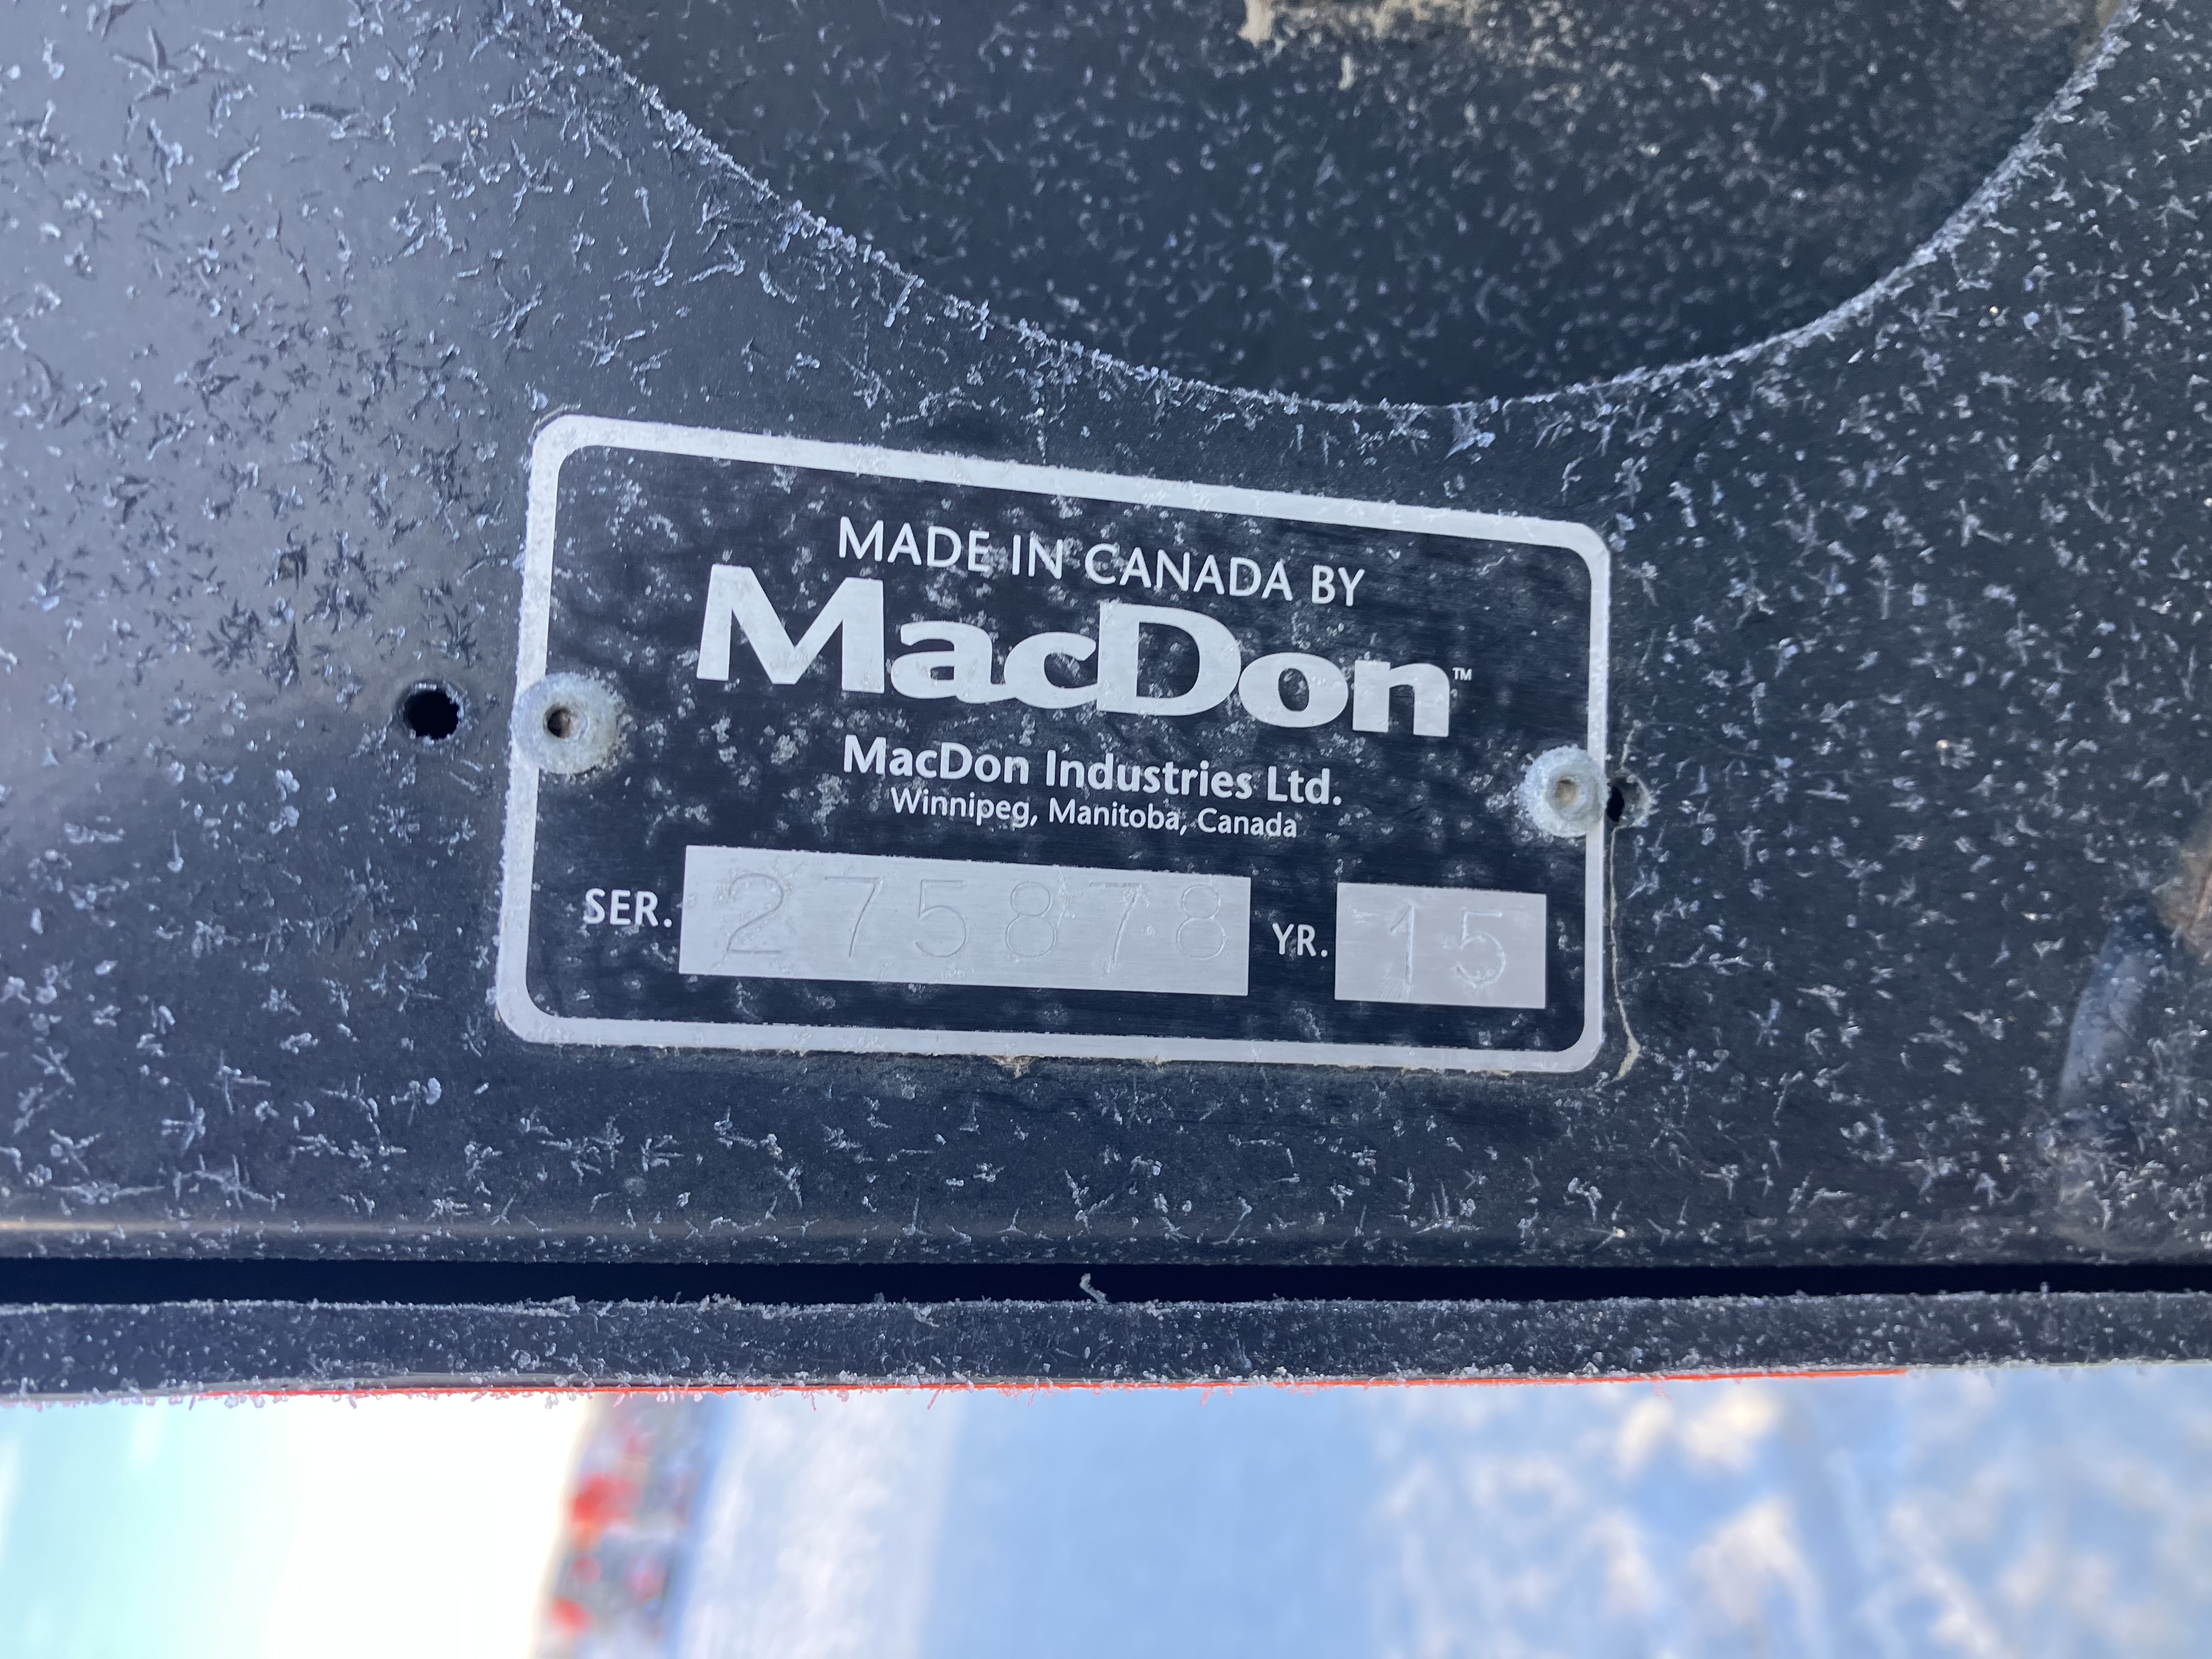 MADE IN CANADA BY
MacDon™
MacDon Industries Ltd.
Winnipeg, Manitoba, Canada
SER. 275878 YR. 15